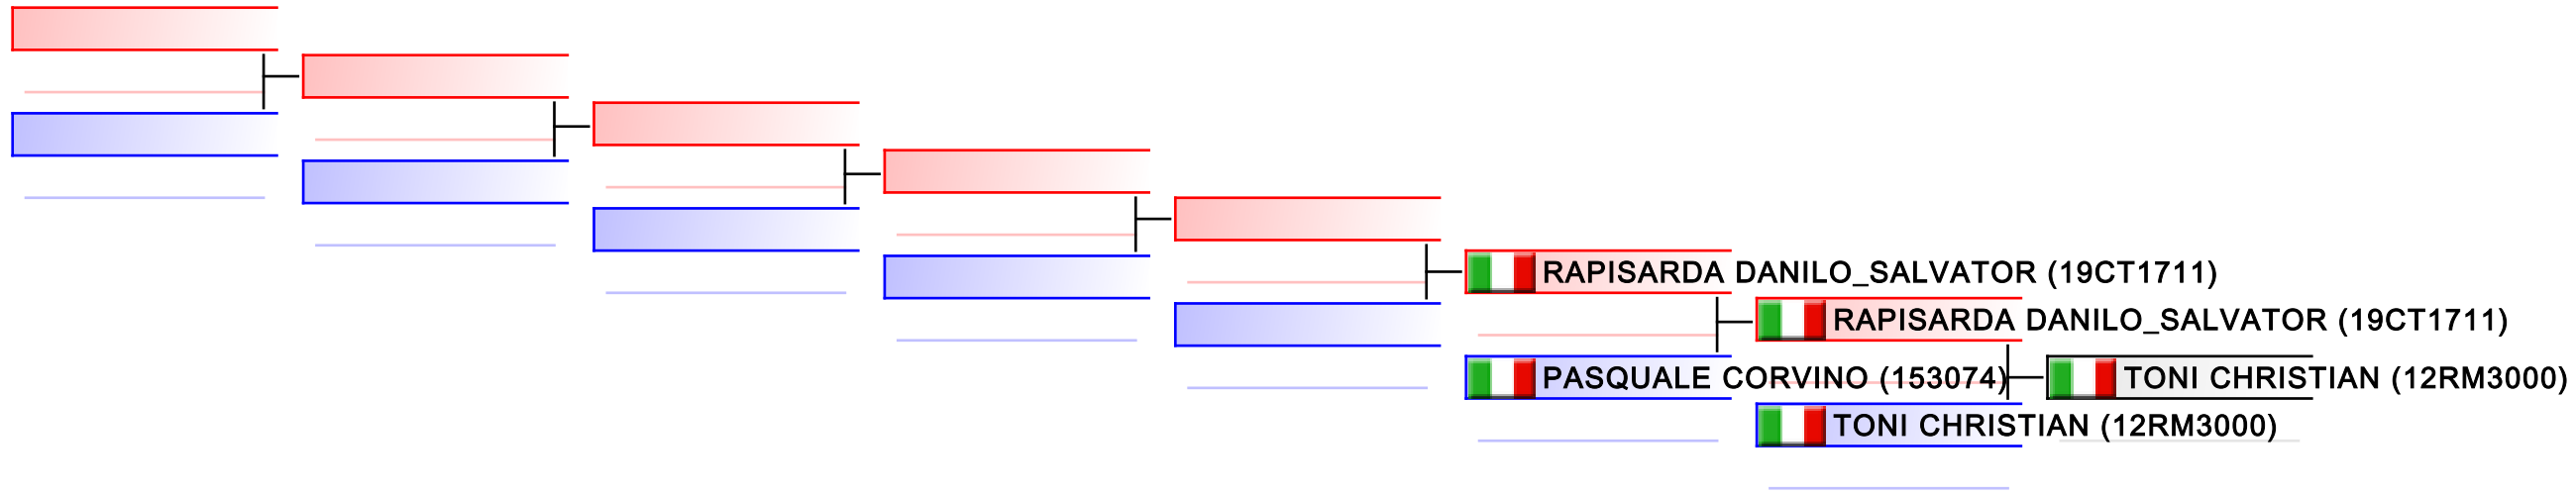 RAPISARDA DANILO_SALVATOR (19CT1711)
RAPISARDA DANILO_SALVATOR (19CT1711)
PASQUALE CORVINO (153074)
TONI CHRISTIAN (12RM3000)
TONI CHRISTIAN (12RM3000)